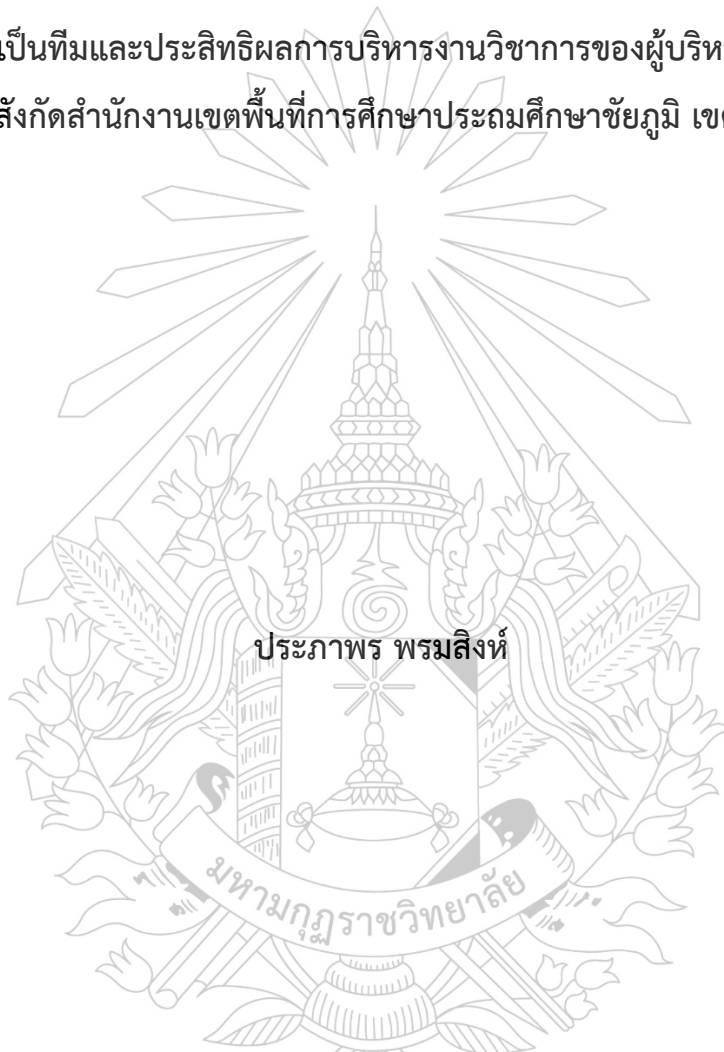 เป็นทีมและประสิทธิผลการบริหารงานวิชาการของผู้บริห
สังกัดสำนักงานเขตพื้นที่การศึกษาประถมศึกษาชัยภูมิ เขต
ประภาพร พรมสิงห์
มหามกุฏราชวิทยาลัย